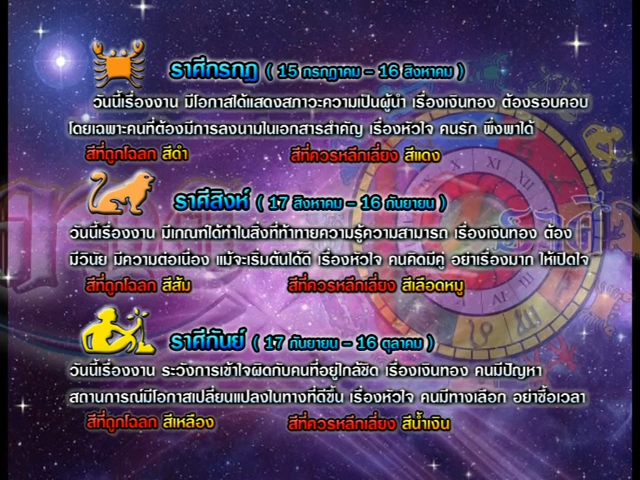 ราศีกรกฎ ( 15 กรกฎาคม - 16 สิงหาคม )
วันนี้เรื่องงาน มีโอกาสได้แสดงสภาวะความเป็นผู้นำ เรื่องเงินทอง ต้องรอบคอบ
โดยเฉพาะคนที่ต้องมีการลงนามในเอกสารสำคัญ เรื่องหัวใจ คนรัก พึ่งพาได้
สีที่ถูกโฉลก สีดำ สีที่ควรหลีกเลี่ยง สีแดง
ราศีสิงห์ ( 17 สิงหาคม - 16 กันยายน )
วันนี้เรื่องงาน มีเกณฑ์ได้ทำในสิ่งที่ท้าทายความรู้ความสามารถ เรื่องเงินทอง ต้อง
มีวินัย มีความต่อเนื่อง แม้จะเริ่มต้นได้ดี เรื่องหัวใจ คนคิดมีคู่ อย่าเรื่องมาก ให้เปิดใจ
สีที่ถูกโฉลก สีส้ม สีที่ควรหลีกเลี่ยง สีเลือดหมู
ราศีกันย์ ( 17 กันยายน - 16 ตุลาคม )
วันนี้เรื่องงาน ระวังการเข้าใจผิดกับคนที่อยู่ใกล้ชิด เรื่องเงินทอง คนมีปัญหา
สถานการณ์มีโอกาสเปลี่ยนแปลงในทางที่ดีขึ้น เรื่องหัวใจ คนมีทางเลือก อย่าซื้อเวลา
สีที่ถูกโฉลก สีเหลือง สีที่ควรหลีกเลี่ยง สีน้ำเงิน